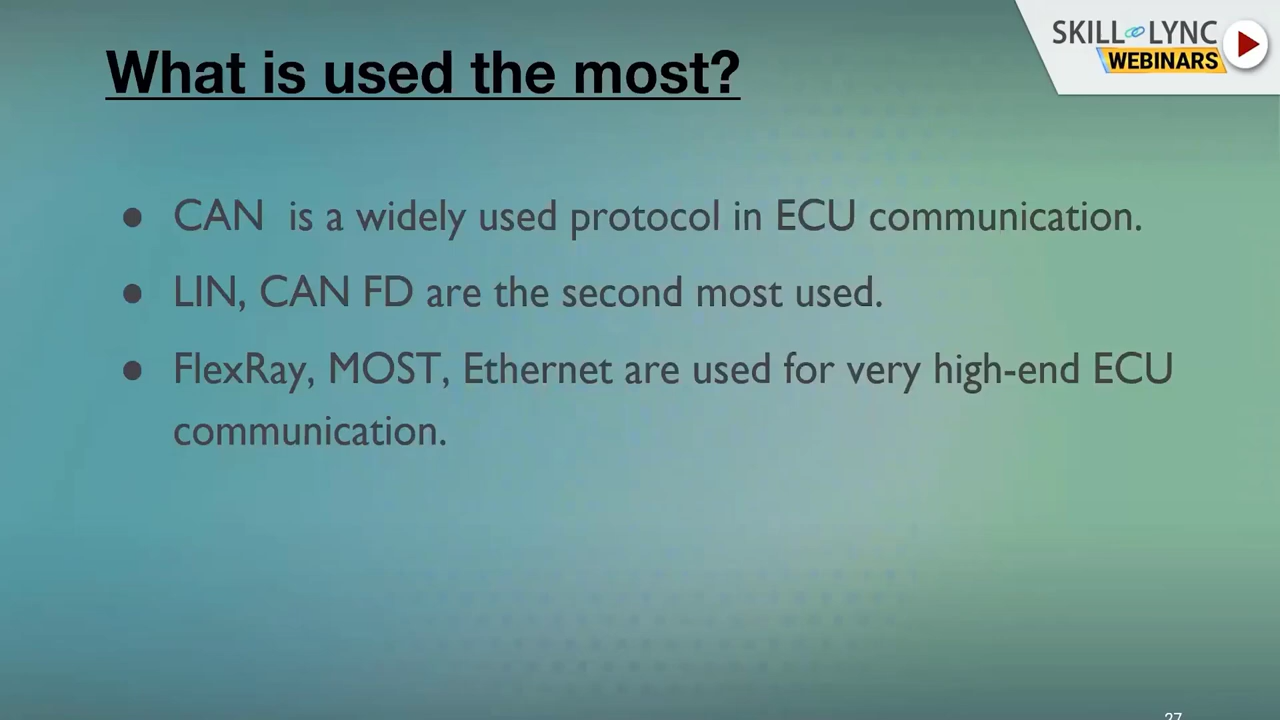 What is used the most?
SKILL LYNC
WEBINARS
● CAN is a widely used protocol in ECU communication.
● LIN, CAN FD are the second most used.
● FlexRay, MOST, Ethernet are used for very high-end ECU
communication.
27